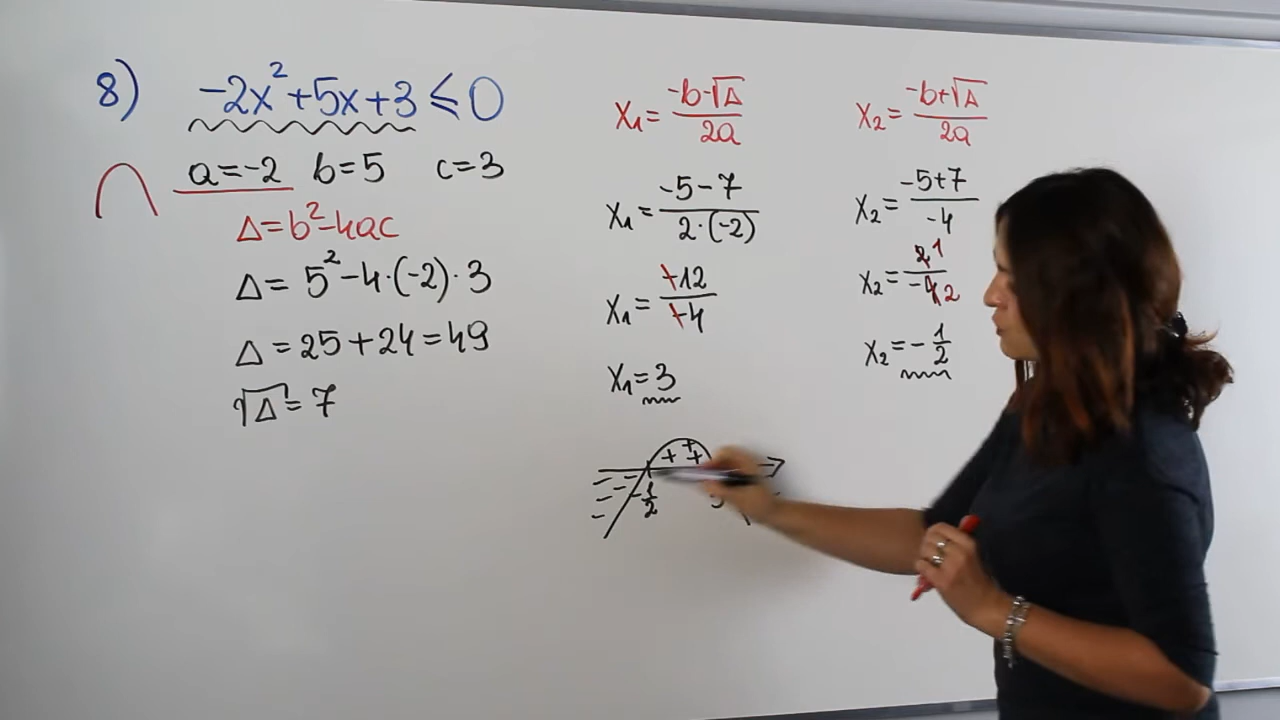 8) -2x²+5x+3≤0
a=-2 b=5 c=3
Δ=b²-4ac
Δ=5²-4·(-2)·3
Δ=25+24=49
√Δ=7
x₁=(-b-√Δ)/2a
x₁=(-5-7)/(2·(-2))
x₁=-12/-4
x₁=3
x₂=(-b+√Δ)/2a
x₂=(-5+7)/-4
x₂=2 1/-4 2
x₂=-1/2
+ + +
- - - - - -
-1/2